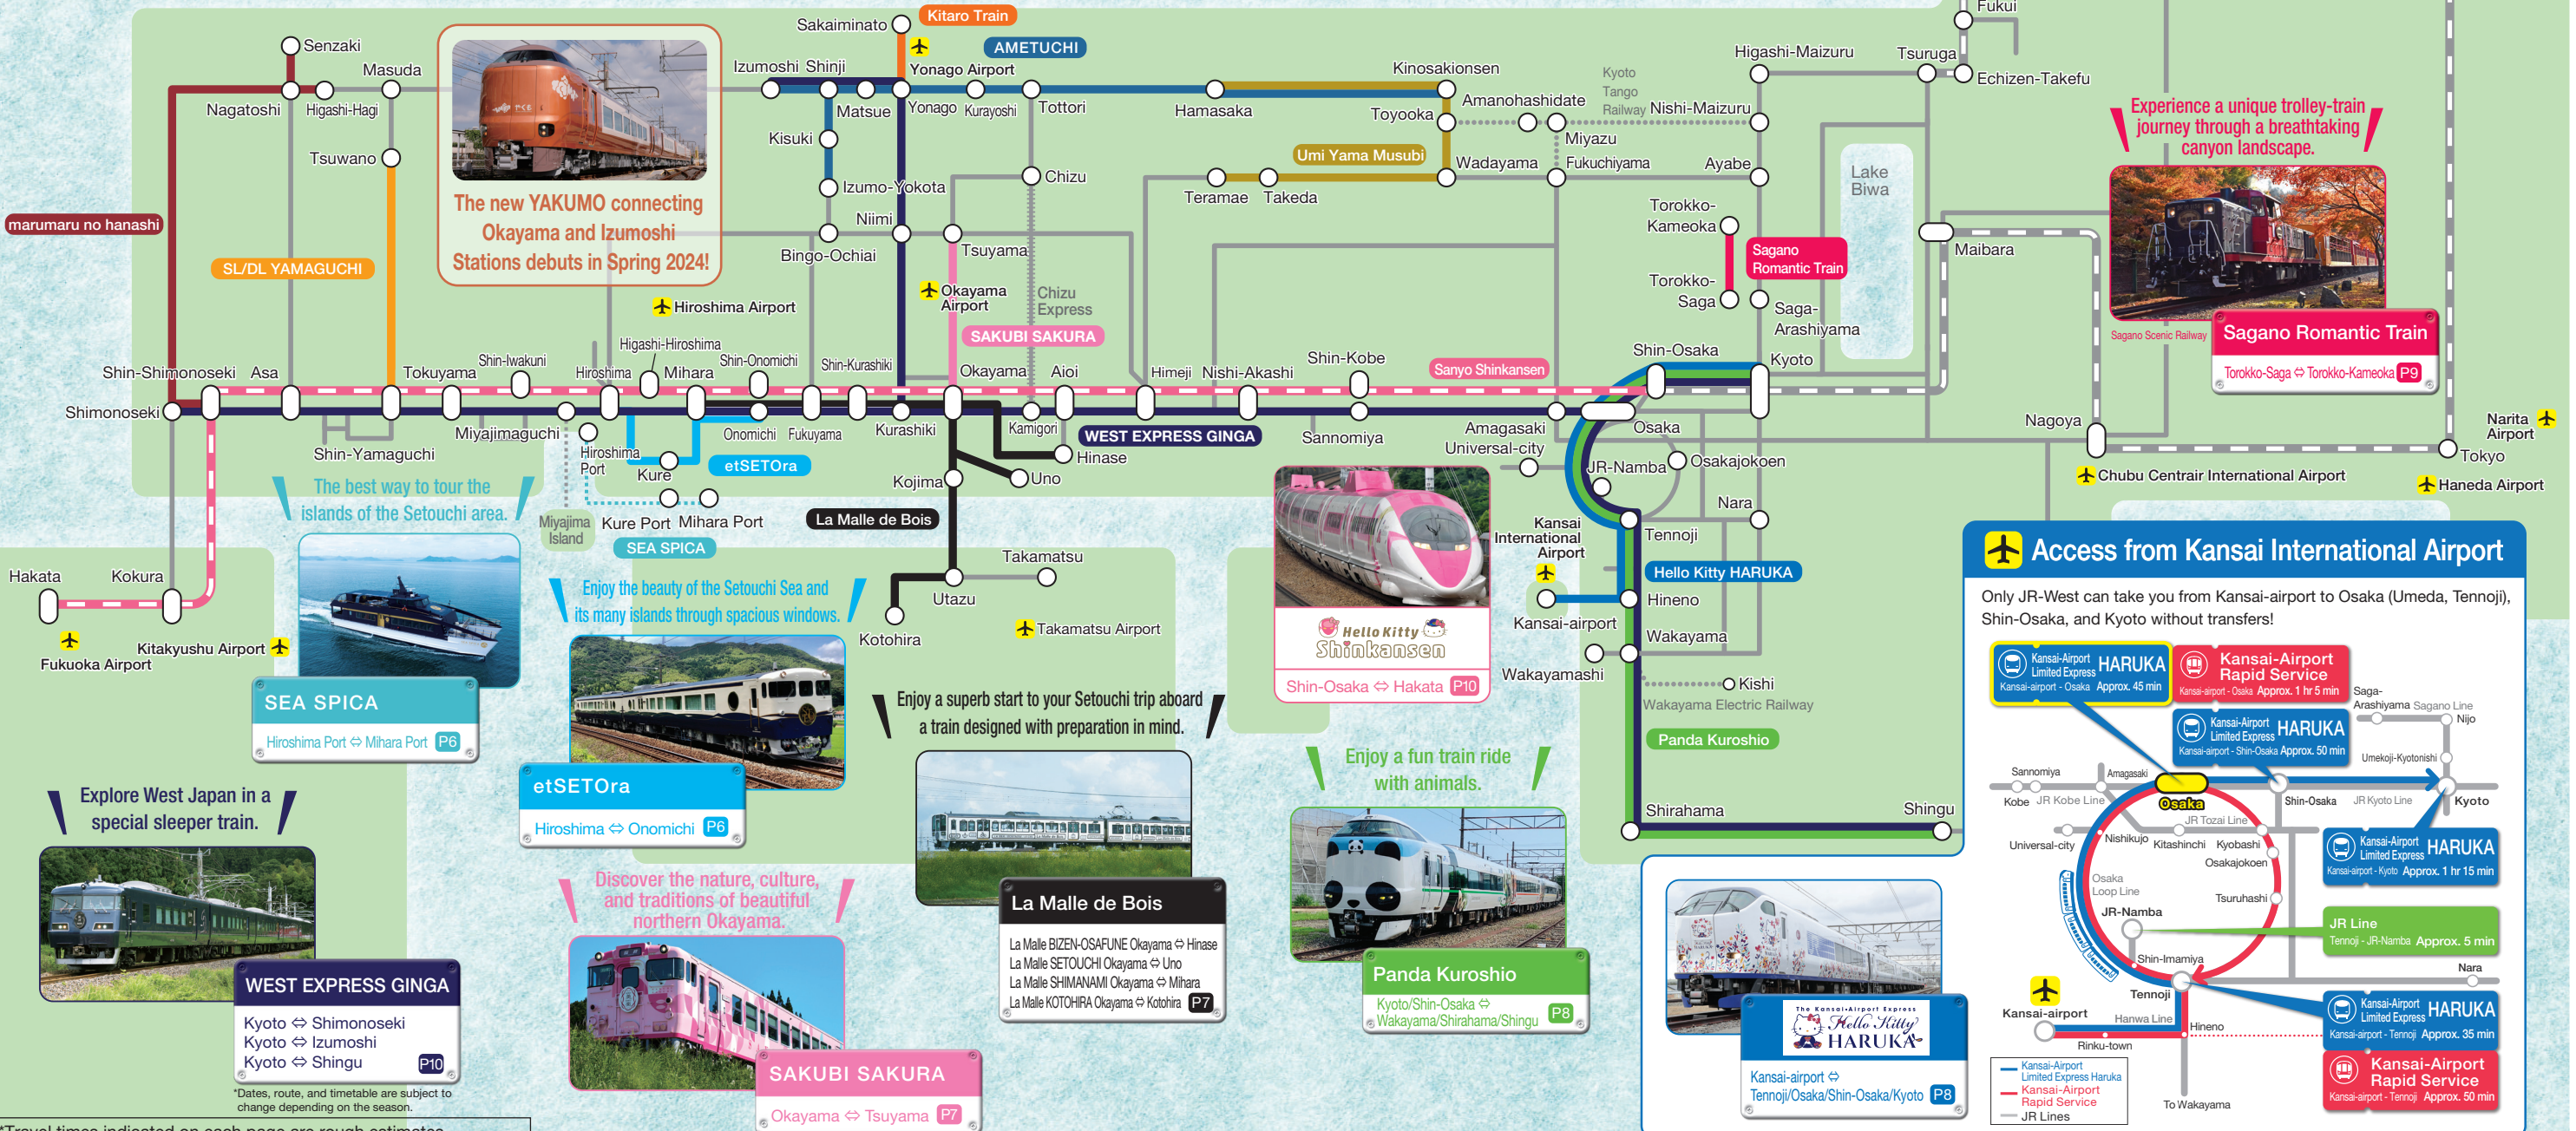 Kitaro Train
Sakaiminato
AMETUCHI
Fukui
Senzaki
Masuda
Izumoshi
Shinji
Yonago Airport
Kinosakionsen
Kyoto
Tango
Railway
Higashi-Maizuru
Tsuruga
Echizen-Takefu
Nagatoshi
Higashi-Hagi
Matsue
Yonago
Kurayoshi
Tottori
Hamasaka
Toyooka
Amanohashidate
Nishi-Maizuru
Miyazu
Kisuki
Tsuwano
Umi Yama Musubi
Wadayama
Fukuchiyama
Ayabe
Izumo-Yokota
Chizu
Teramae
Takeda
Lake
Biwa
The new YAKUMO connecting
Okayama and Izumoshi
Stations debuts in Spring 2024!
marumaru no hanashi
Niimi
Bingo-Ochiai
Tsuyama
Torokko-
Kameoka
Sagano
Romantic Train
Torokko-
Saga
Saga-
Arashiyama
Maibara
SL/DL YAMAGUCHI
Hiroshima Airport
Okayama
Airport
Chizu
Express
SAKUBI SAKURA
Experience a unique trolley-train
journey through a breathtaking
canyon landscape.
Sagano Scenic Railway
Sagano Romantic Train
Torokko-Saga ⇔ Torokko-Kameoka P9
Shin-Shimonoseki
Asa
Tokuyama
Shin-Iwakuni
Hiroshima
Higashi-Hiroshima
Mihara
Shin-Onomichi
Shin-Kurashiki
Okayama
Aioi
Himeji
Nishi-Akashi
Shin-Kobe
Sanyo Shinkansen
Shin-Osaka
Kyoto
Shimonoseki
Shin-Yamaguchi
Miyajimaguchi
Hiroshima
Port
Kure
Onomichi
Fukuyama
Kurashiki
Kamigori
WEST EXPRESS GINGA
Sannomiya
Amagasaki
Universal-city
Osaka
Nagoya
Narita
Airport
Tokyo
Chubu Centrair International Airport
Haneda Airport
etSETOra
Hinase
Kojima
Uno
JR-Namba
Osakajokoen
Nara
Tennoji
Miyajima
Island
Kure Port
Mihara Port
SEA SPICA
La Malle de Bois
Takamatsu
Utazu
Kotohira
Takamatsu Airport
Hakata
Kokura
Fukuoka Airport
Kitakyushu Airport
Kansai
International
Airport
Hello Kitty HARUKA
Hineno
Kansai-airport
Wakayama
Wakayamashi
Kishi
Wakayama Electric Railway
Panda Kuroshio
Shirahama
Shingu
The best way to tour the
islands of the Setouchi area.
SEA SPICA
Hiroshima Port ⇔ Mihara Port P6
Enjoy the beauty of the Setouchi Sea and
its many islands through spacious windows.
etSETOra
Hiroshima ⇔ Onomichi P6
Hello Kitty
Shinkansen
Shin-Osaka ⇔ Hakata P10
Enjoy a superb start to your Setouchi trip aboard
a train designed with preparation in mind.
La Malle de Bois
La Malle BIZEN-OSAFUNE Okayama ⇔ Hinase
La Malle SETOUCHI Okayama ⇔ Uno
La Malle SHIMANAMI Okayama ⇔ Mihara
La Malle KOTOHIRA Okayama ⇔ Kotohira P7
Explore West Japan in a
special sleeper train.
WEST EXPRESS GINGA
Kyoto ⇔ Shimonoseki
Kyoto ⇔ Izumoshi
Kyoto ⇔ Shingu P10
*Dates, route, and timetable are subject to
change depending on the season.
Discover the nature, culture,
and traditions of beautiful
northern Okayama.
SAKUBI SAKURA
Okayama ⇔ Tsuyama P7
Enjoy a fun train ride
with animals.
Panda Kuroshio
Kyoto/Shin-Osaka ⇔
Wakayama/Shirahama/Shingu P8
The Kansai-Airport Express
Hello Kitty
HARUKA
Kansai-airport ⇔
Tennoji/Osaka/Shin-Osaka/Kyoto P8
Access from Kansai International Airport
Only JR-West can take you from Kansai-airport to Osaka (Umeda, Tennoji),
Shin-Osaka, and Kyoto without transfers!
Kansai-Airport
Limited Express HARUKA
Kansai-airport - Osaka Approx. 45 min
Kansai-Airport
Rapid Service
Kansai-airport - Osaka Approx. 1 hr 5 min
Kansai-Airport
Limited Express HARUKA
Kansai-airport - Shin-Osaka Approx. 50 min
Saga-
Arashiyama
Sagano Line
Nijo
Umekoji-Kyotonishi
Sannomiya
Amagasaki
Kobe
JR Kobe Line
Osaka
Shin-Osaka
JR Kyoto Line
Kyoto
JR Tozai Line
Universal-city
Nishikujo
Kitashinchi
Kyobashi
Osakajokoen
Kansai-Airport
Limited Express HARUKA
Kansai-airport - Kyoto Approx. 1 hr 15 min
Osaka
Loop Line
Tsuruhashi
JR-Namba
JR Line
Tennoji - JR-Namba Approx. 5 min
Shin-Imamiya
Nara
Tennoji
Kansai-Airport
Limited Express HARUKA
Kansai-airport - Tennoji Approx. 35 min
Kansai-airport
Hanwa Line
Hineno
Rinku-town
Kansai-Airport
Rapid Service
Kansai-airport - Tennoji Approx. 50 min
Kansai-Airport
Limited Express Haruka
Kansai-Airport
Rapid Service
JR Lines
To Wakayama
*Travel times indicated on each page are rough estimates